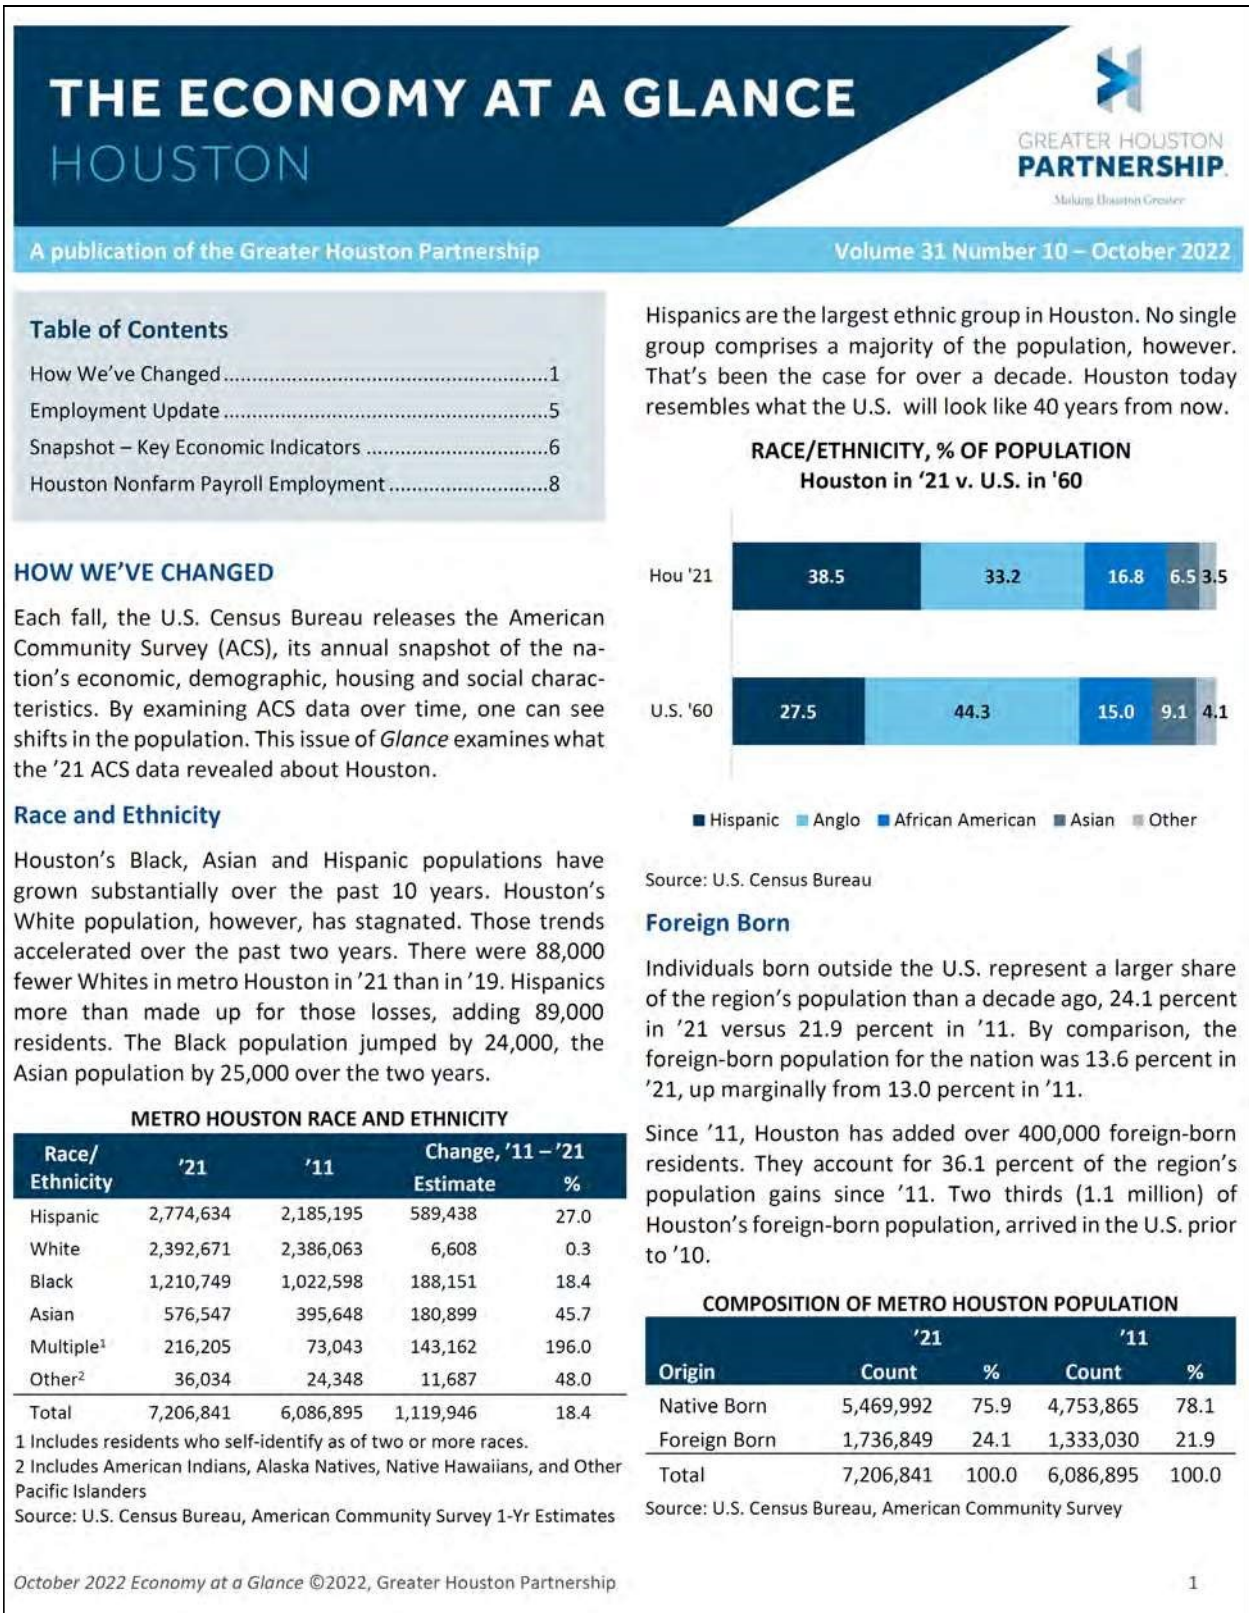 THE ECONOMY AT A GLANCE
HOUSTON
GREATER HOUSTON
PARTNERSHIP.
Making Houston Greater
A publication of the Greater Houston Partnership
Volume 31 Number 10 – October 2022
Table of Contents
How We've Changed.........................................................1
Employment Update.........................................................5
Snapshot – Key Economic Indicators ................................6
Houston Nonfarm Payroll Employment............................8
HOW WE'VE CHANGED
Each fall, the U.S. Census Bureau releases the American
Community Survey (ACS), its annual snapshot of the na-
tion's economic, demographic, housing and social charac-
teristics. By examining ACS data over time, one can see
shifts in the population. This issue of Glance examines what
the '21 ACS data revealed about Houston.
Race and Ethnicity
Houston's Black, Asian and Hispanic populations have
grown substantially over the past 10 years. Houston's
White population, however, has stagnated. Those trends
accelerated over the past two years. There were 88,000
fewer Whites in metro Houston in '21 than in '19. Hispanics
more than made up for those losses, adding 89,000
residents. The Black population jumped by 24,000, the
Asian population by 25,000 over the two years.
METRO HOUSTON RACE AND ETHNICITY
Race/ Ethnicity '21 '11 Change, '11 – '21
Estimate %
Hispanic 2,774,634 2,185,195 589,438 27.0
White 2,392,671 2,386,063 6,608 0.3
Black 1,210,749 1,022,598 188,151 18.4
Asian 576,547 395,648 180,899 45.7
Multiple¹ 216,205 73,043 143,162 196.0
Other² 36,034 24,348 11,687 48.0
Total 7,206,841 6,086,895 1,119,946 18.4
1 Includes residents who self-identify as of two or more races.
2 Includes American Indians, Alaska Natives, Native Hawaiians, and Other
Pacific Islanders
Source: U.S. Census Bureau, American Community Survey 1-Yr Estimates
Hispanics are the largest ethnic group in Houston. No single
group comprises a majority of the population, however.
That's been the case for over a decade. Houston today
resembles what the U.S. will look like 40 years from now.
RACE/ETHNICITY, % OF POPULATION
Houston in '21 v. U.S. in '60
Hou '21 38.5 33.2 16.8 6.5 3.5
U.S. '60 27.5 44.3 15.0 9.1 4.1
Hispanic Anglo African American Asian Other
Source: U.S. Census Bureau
Foreign Born
Individuals born outside the U.S. represent a larger share
of the region's population than a decade ago, 24.1 percent
in '21 versus 21.9 percent in '11. By comparison, the
foreign-born population for the nation was 13.6 percent in
'21, up marginally from 13.0 percent in '11.
Since '11, Houston has added over 400,000 foreign-born
residents. They account for 36.1 percent of the region's
population gains since '11. Two thirds (1.1 million) of
Houston's foreign-born population, arrived in the U.S. prior
to '10.
COMPOSITION OF METRO HOUSTON POPULATION
'21 '11
Origin Count % Count %
Native Born 5,469,992 75.9 4,753,865 78.1
Foreign Born 1,736,849 24.1 1,333,030 21.9
Total 7,206,841 100.0 6,086,895 100.0
Source: U.S. Census Bureau, American Community Survey
October 2022 Economy at a Glance ©2022, Greater Houston Partnership
1